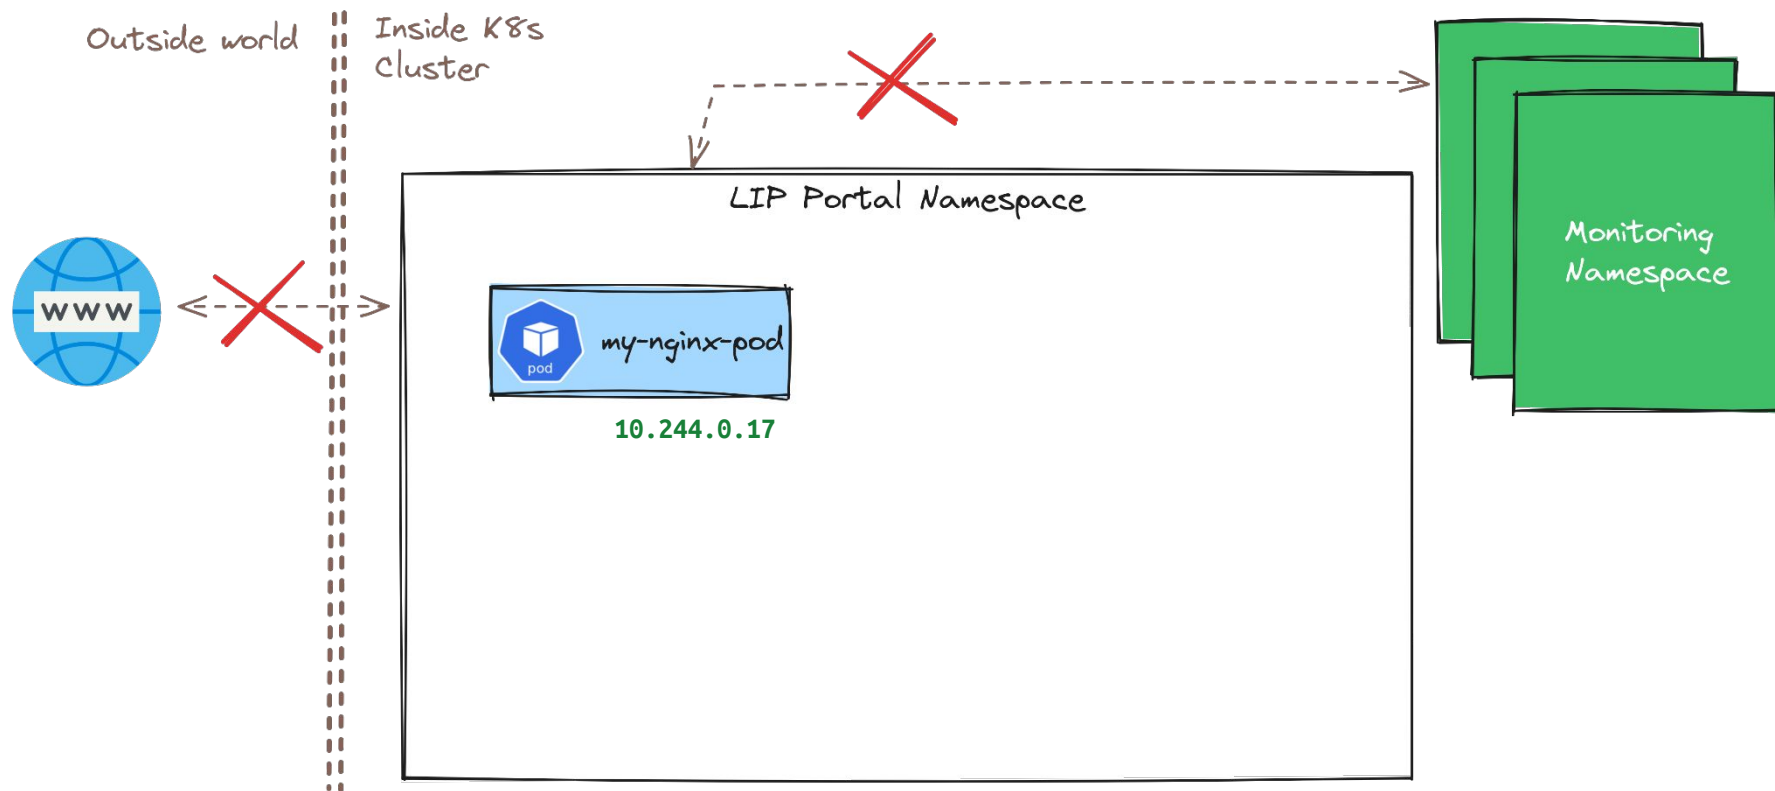 Outside world
Inside K8s
Cluster
LIP Portal Namespace
Monitoring
Namespace
WWW
pod
my-nginx-pod
10.244.0.17